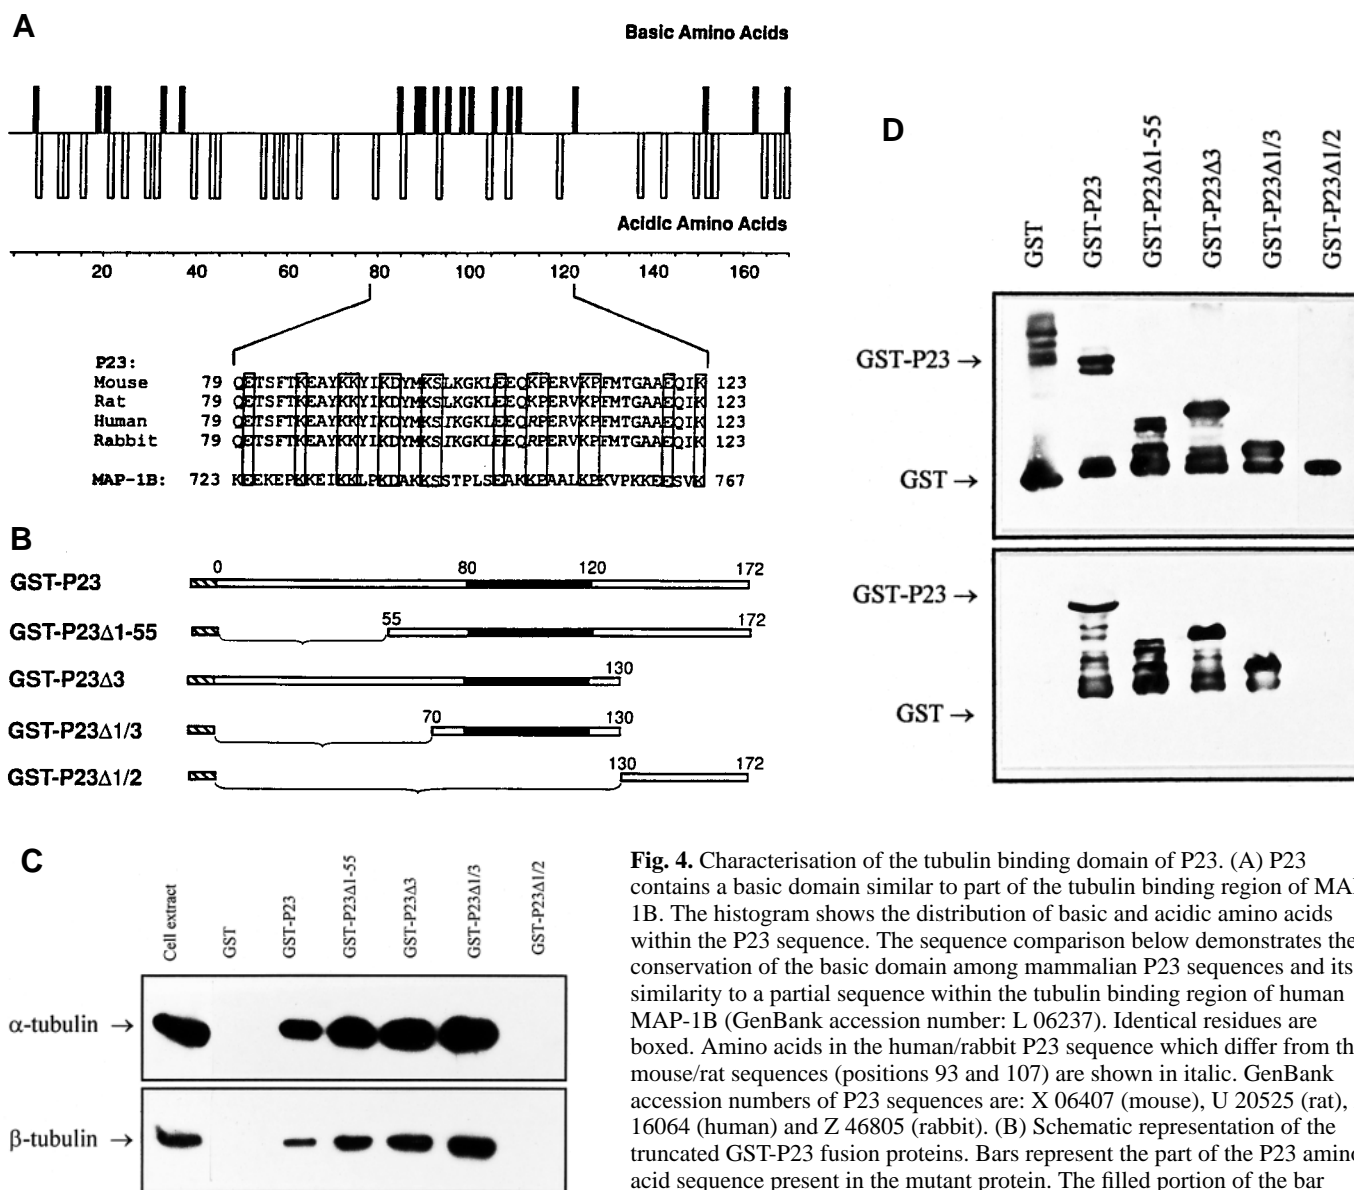 A
Basic Amino Acids
Acidic Amino Acids
20 40 60 80 100 120 140 160
P23:
Mouse 79 QETSFTKEAYKKYIKDYMKSLKGKLEEQKPERVKPFMTGAAEQIK 123
Rat 79 QETSFTKEAYKKYIKDYMKSLKGKLEEQKPERVKPFMTGAAEQIK 123
Human 79 QETSFTKEAYKKYIKDYMKSIKGKLEEQRPERVKPFMTGAAEQIK 123
Rabbit 79 QETSFTKEAYKKYIKDYMKSIKGKLEEQRPERVKPFMTGAAEQIK 123
MAP-1B: 723 KEEKEPKKEIKKLPKDAKKSSTPLSEAKKPAALKPKVPKKEESVK 767
B
0 80 120 172
GST-P23
55 172
GST-P23Δ1-55
130
GST-P23Δ3
70 130
GST-P23Δ1/3
130 172
GST-P23Δ1/2
C
Cell extract GST GST-P23 GST-P23Δ1-55 GST-P23Δ3 GST-P23Δ1/3 GST-P23Δ1/2
α-tubulin →
β-tubulin →
D
GST GST-P23 GST-P23Δ1-55 GST-P23Δ3 GST-P23Δ1/3 GST-P23Δ1/2
GST-P23 →
GST →
GST-P23 →
GST →
Fig. 4. Characterisation of the tubulin binding domain of P23. (A) P23
contains a basic domain similar to part of the tubulin binding region of MA
1B. The histogram shows the distribution of basic and acidic amino acids
within the P23 sequence. The sequence comparison below demonstrates the
conservation of the basic domain among mammalian P23 sequences and its
similarity to a partial sequence within the tubulin binding region of human
MAP-1B (GenBank accession number: L 06237). Identical residues are
boxed. Amino acids in the human/rabbit P23 sequence which differ from th
mouse/rat sequences (positions 93 and 107) are shown in italic. GenBank
accession numbers of P23 sequences are: X 06407 (mouse), U 20525 (rat),
16064 (human) and Z 46805 (rabbit). (B) Schematic representation of the
truncated GST-P23 fusion proteins. Bars represent the part of the P23 amino
acid sequence present in the mutant protein. The filled portion of the bar